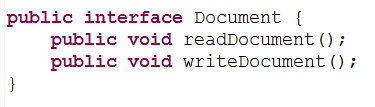 public interface Document {
    public void readDocument();
    public void writeDocument();
}